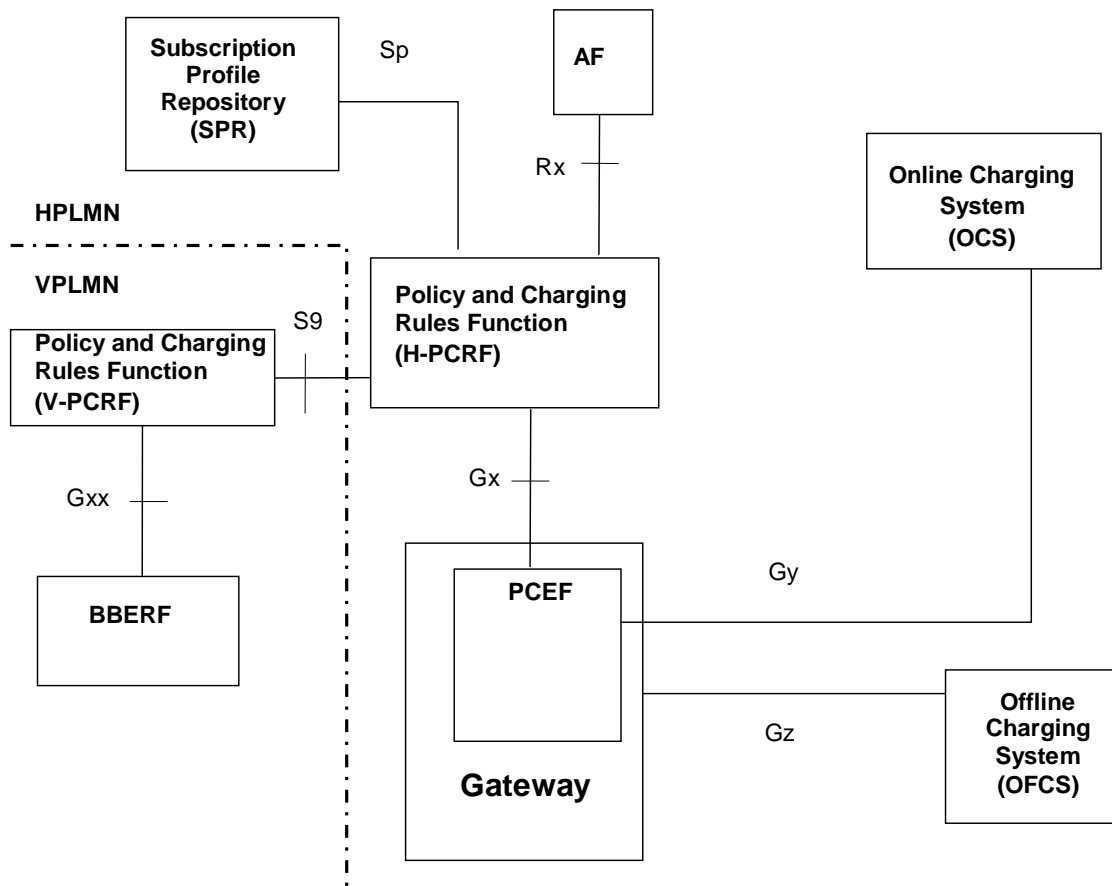 Subscription
Profile
Repository
(SPR)
Sp
AF
Rx
Online Charging
System
(OCS)
HPLMN
VPLMN
Policy and Charging
Rules Function
(H-PCRF)
S9
Policy and Charging
Rules Function
(V-PCRF)
Gx
Gxx
PCEF
Gy
BBERF
Offline
Charging
System
(OFCS)
Gz
Gateway